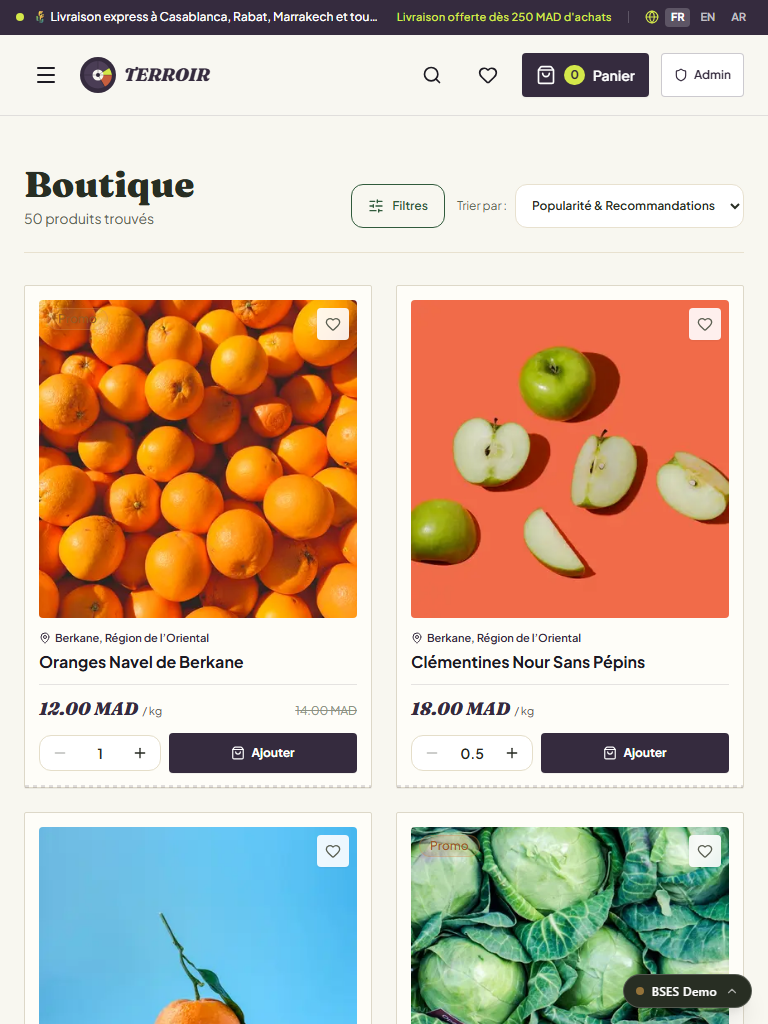 Livraison express à Casablanca, Rabat, Marrakech et tou...
Livraison offerte dès 250 MAD d'achats
FR EN AR
TERROIR
0 Panier
Admin
Boutique
50 produits trouvés
Filtres
Trier par :
Popularité & Recommandations
Berkane, Région de l'Oriental
Oranges Navel de Berkane
12.00 MAD / kg
14.00 MAD
1
Ajouter
Berkane, Région de l'Oriental
Clémentines Nour Sans Pépins
18.00 MAD / kg
0.5
Ajouter
Promo
BSES Demo